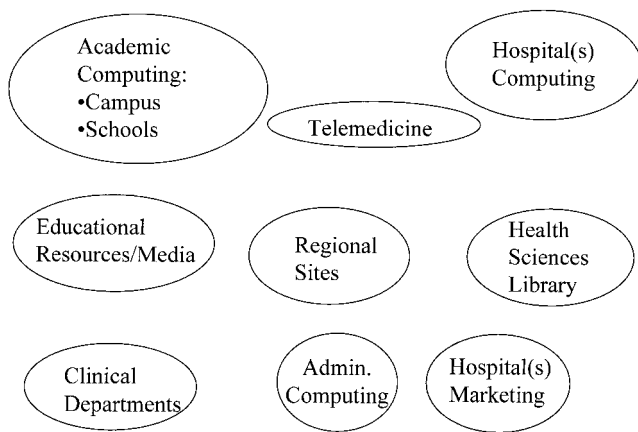 Academic
Computing:
•Campus
•Schools
Hospital(s)
Computing
Telemedicine
Educational
Resources/Media
Regional
Sites
Health
Sciences
Library
Clinical
Departments
Admin.
Computing
Hospital(s)
Marketing